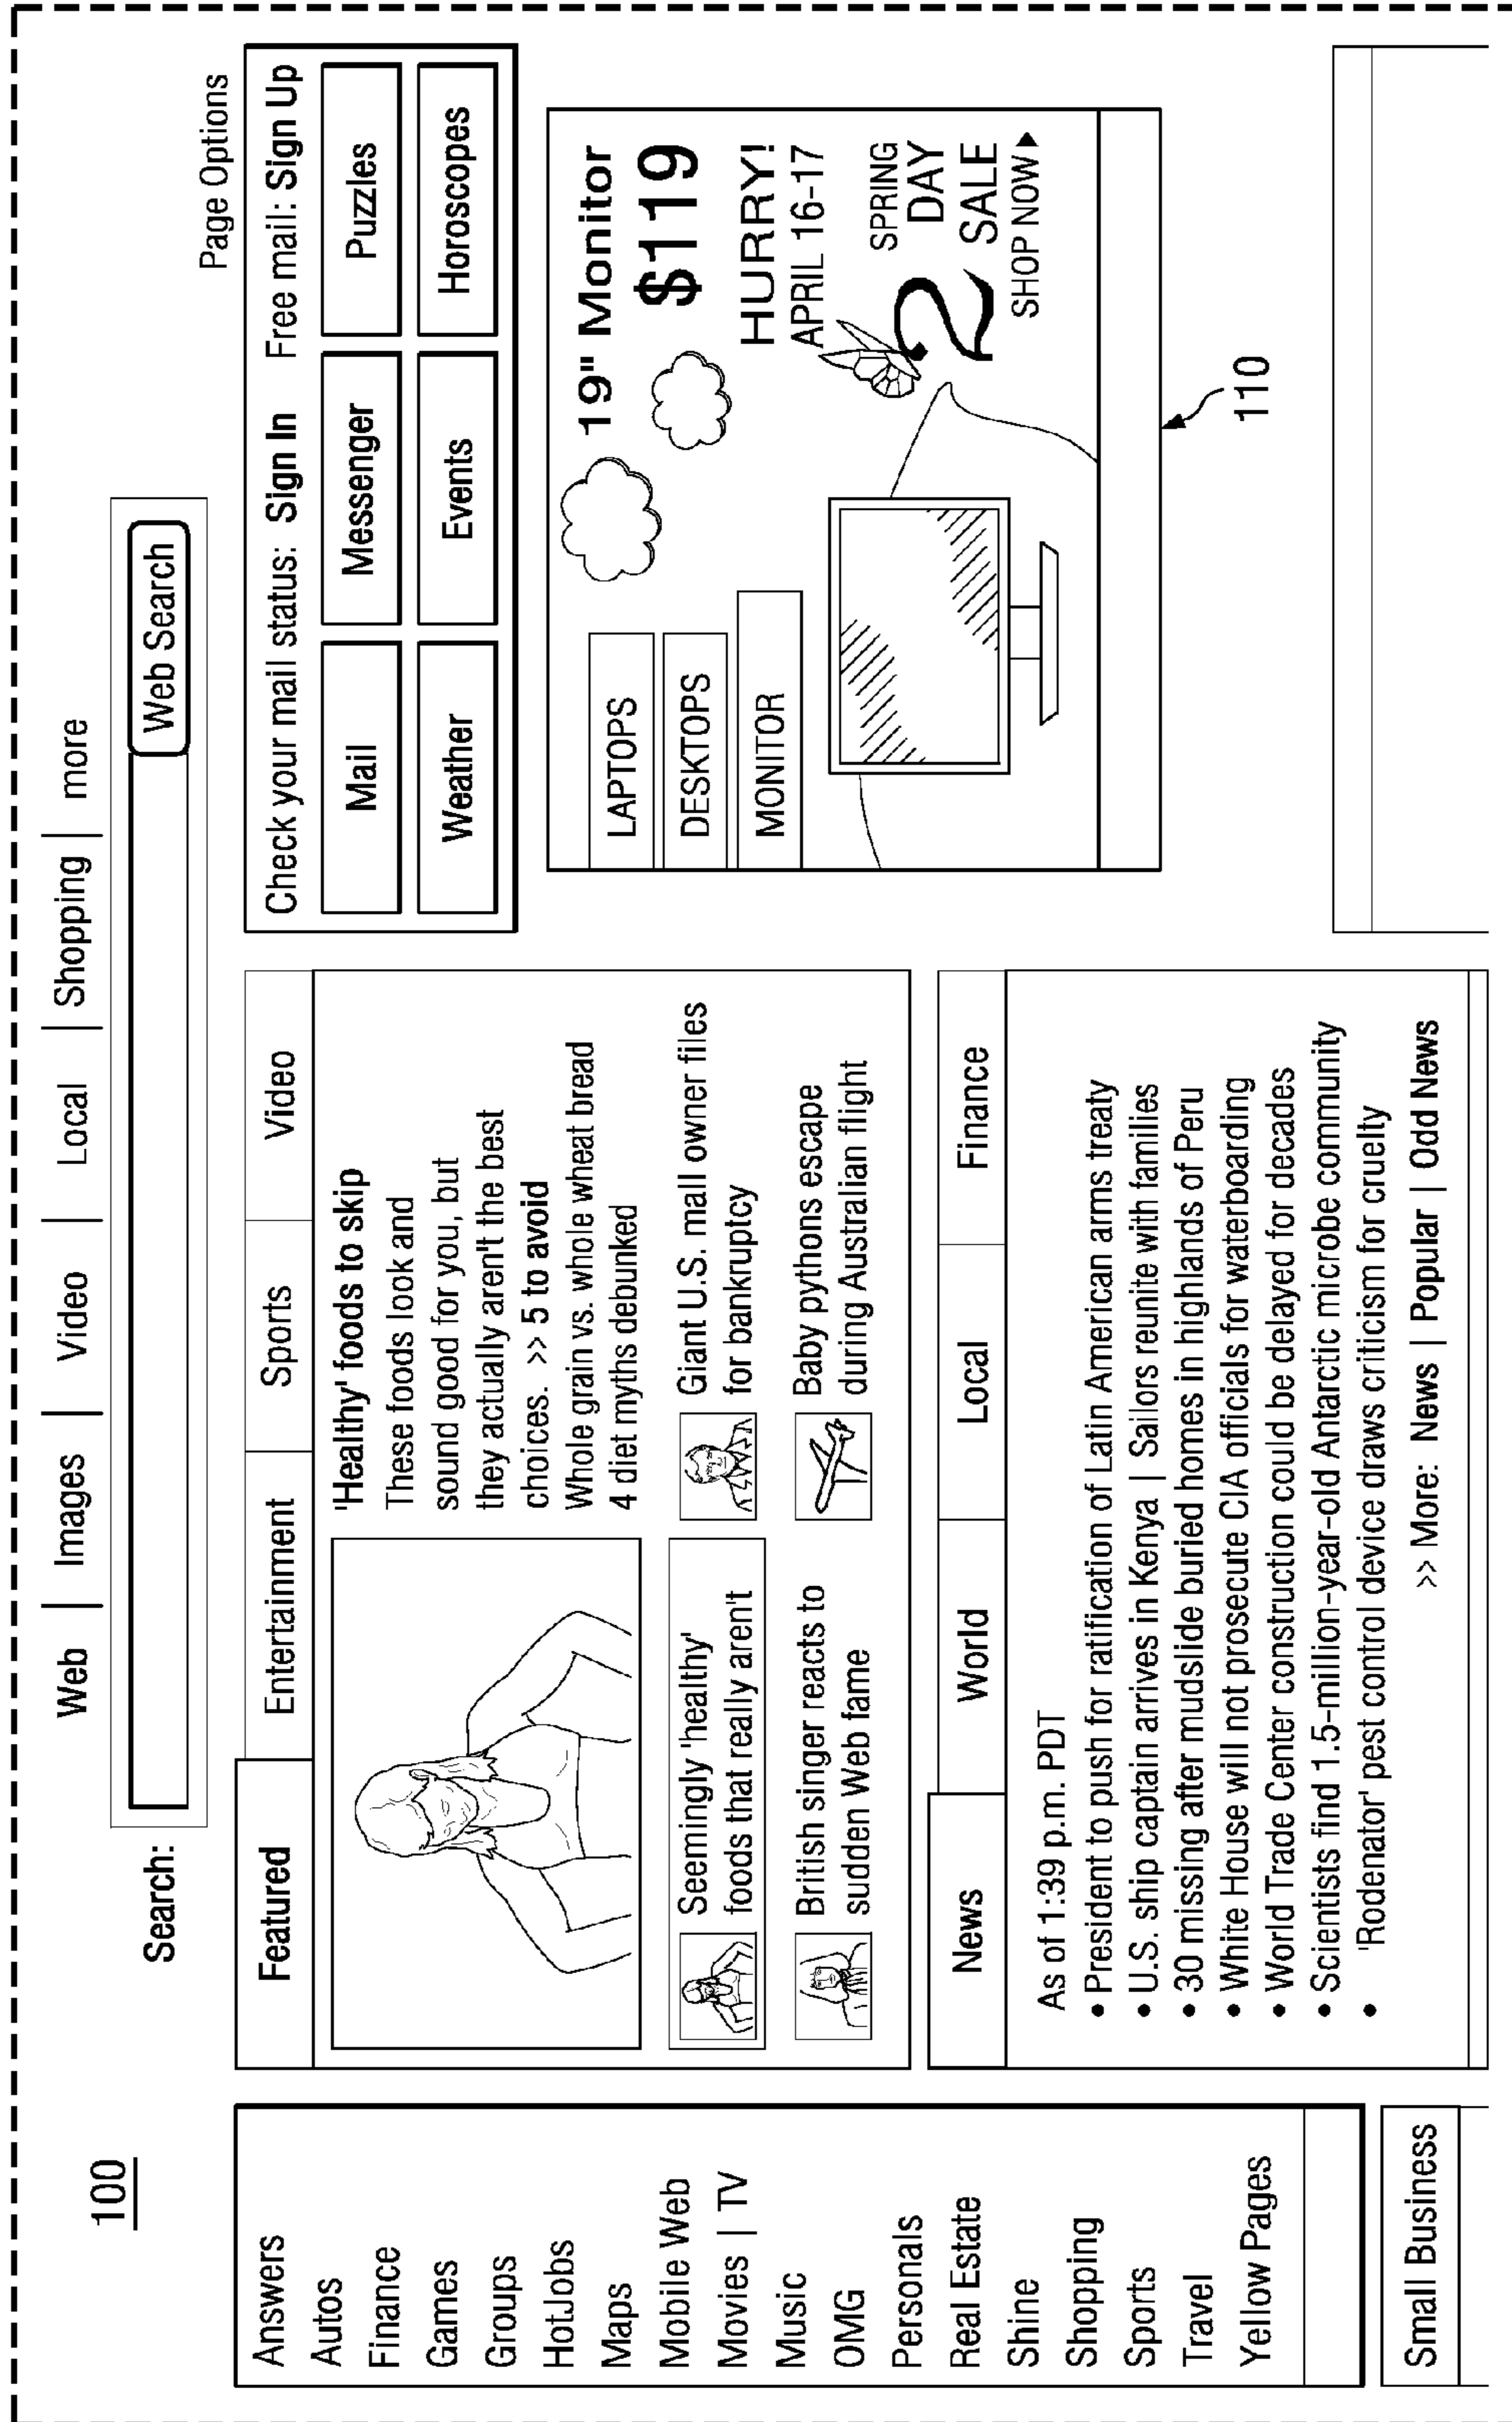 100
Web | Images | Video | Local | Shopping | more
Search:
Web Search
Page Options
Answers
Autos
Finance
Games
Groups
HotJobs
Maps
Mobile Web
Movies | TV
Music
OMG
Personals
Real Estate
Shine
Shopping
Sports
Travel
Yellow Pages
Small Business
Featured
Entertainment
Sports
Video
'Healthy' foods to skip
These foods look and
sound good for you, but
they actually aren't the best
choices. >> 5 to avoid
Whole grain vs. whole wheat bread
4 diet myths debunked
Seemingly 'healthy'
foods that really aren't
Giant U.S. mall owner files
for bankruptcy
British singer reacts to
sudden Web fame
Baby pythons escape
during Australian flight
News
World
Local
Finance
As of 1:39 p.m. PDT
• President to push for ratification of Latin American arms treaty
• U.S. ship captain arrives in Kenya | Sailors reunite with families
• 30 missing after mudslide buried homes in highlands of Peru
• White House will not prosecute CIA officials for waterboarding
• World Trade Center construction could be delayed for decades
• Scientists find 1.5-million-year-old Antarctic microbe community
• 'Rodenator' pest control device draws criticism for cruelty
>> More: News | Popular | Odd News
Check your mail status: Sign In Free mail: Sign Up
Mail
Messenger
Puzzles
Weather
Events
Horoscopes
LAPTOPS
DESKTOPS
MONITOR
19" Monitor
$119
HURRY!
APRIL 16-17
SPRING
2 DAY
SALE
SHOP NOW ▶
110